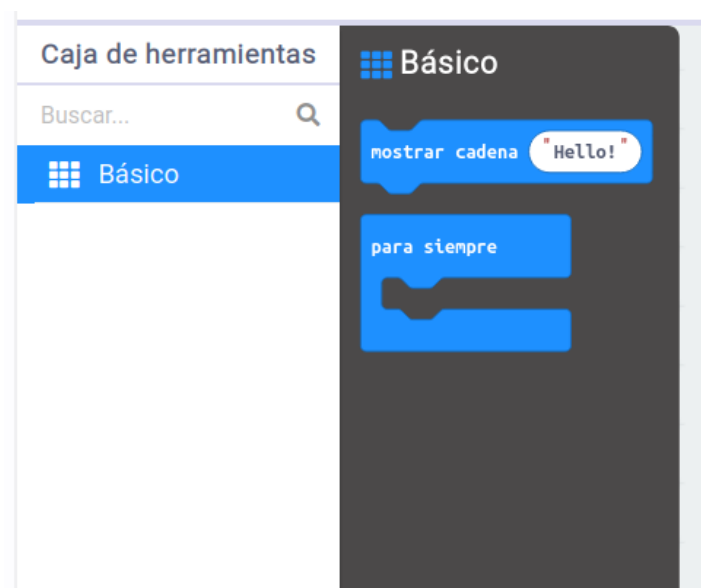 Caja de herramientas
Buscar...
Básico
Básico
mostrar cadena "Hello!"
para siempre